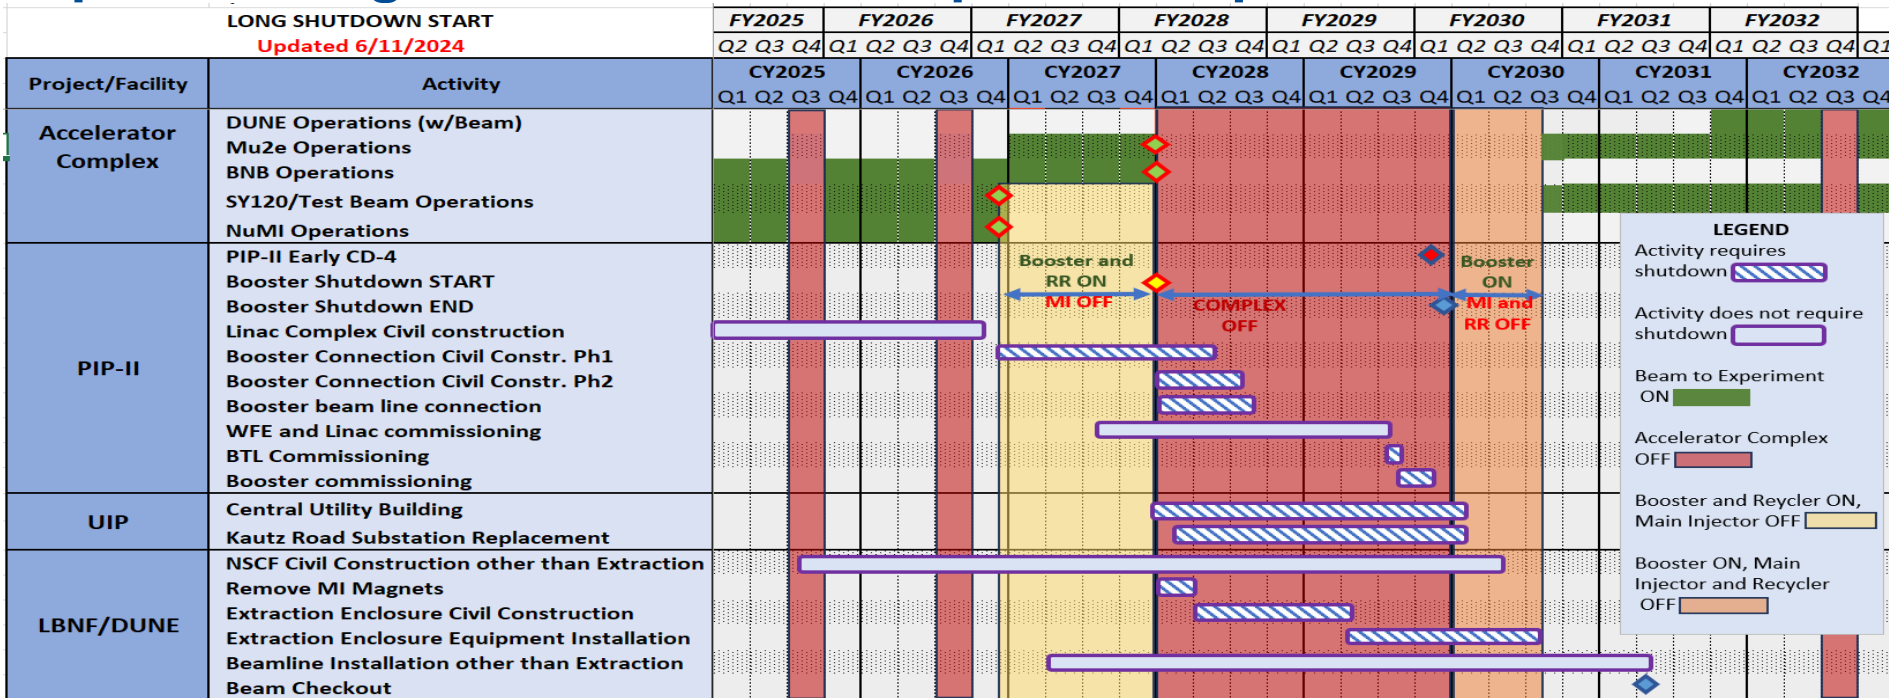 LONG SHUTDOWN START
Updated 6/11/2024
FY2025 FY2026 FY2027 FY2028 FY2029 FY2030 FY2031 FY2032
Q2 Q3 Q4 Q1 Q2 Q3 Q4 Q1 Q2 Q3 Q4 Q1 Q2 Q3 Q4 Q1 Q2 Q3 Q4 Q1 Q2 Q3 Q4 Q1 Q2 Q3 Q4 Q1 Q2 Q3 Q4 Q1
Project/Facility Activity CY2025 CY2026 CY2027 CY2028 CY2029 CY2030 CY2031 CY2032
Q1 Q2 Q3 Q4 Q1 Q2 Q3 Q4 Q1 Q2 Q3 Q4 Q1 Q2 Q3 Q4 Q1 Q2 Q3 Q4 Q1 Q2 Q3 Q4 Q1 Q2 Q3 Q4 Q1 Q2 Q3 Q4
Accelerator
Complex
DUNE Operations (w/Beam)
Mu2e Operations
BNB Operations
SY120/Test Beam Operations
NuMI Operations
PIP-II
PIP-II Early CD-4
Booster Shutdown START
Booster Shutdown END
Linac Complex Civil construction
Booster Connection Civil Constr. Ph1
Booster Connection Civil Constr. Ph2
Booster beam line connection
WFE and Linac commissioning
BTL Commissioning
Booster commissioning
UIP
Central Utility Building
Kautz Road Substation Replacement
LBNF/DUNE
NSCF Civil Construction other than Extraction
Remove MI Magnets
Extraction Enclosure Civil Construction
Extraction Enclosure Equipment Installation
Beamline Installation other than Extraction
Beam Checkout
Booster and
RR ON
MI OFF
COMPLEX
OFF
Booster
ON
MI and
RR OFF
LEGEND
Activity requires
shutdown
Activity does not require
shutdown
Beam to Experiment
ON
Accelerator Complex
OFF
Booster and Reycler ON,
Main Injector OFF
Booster ON, Main
Injector and Recycler
OFF